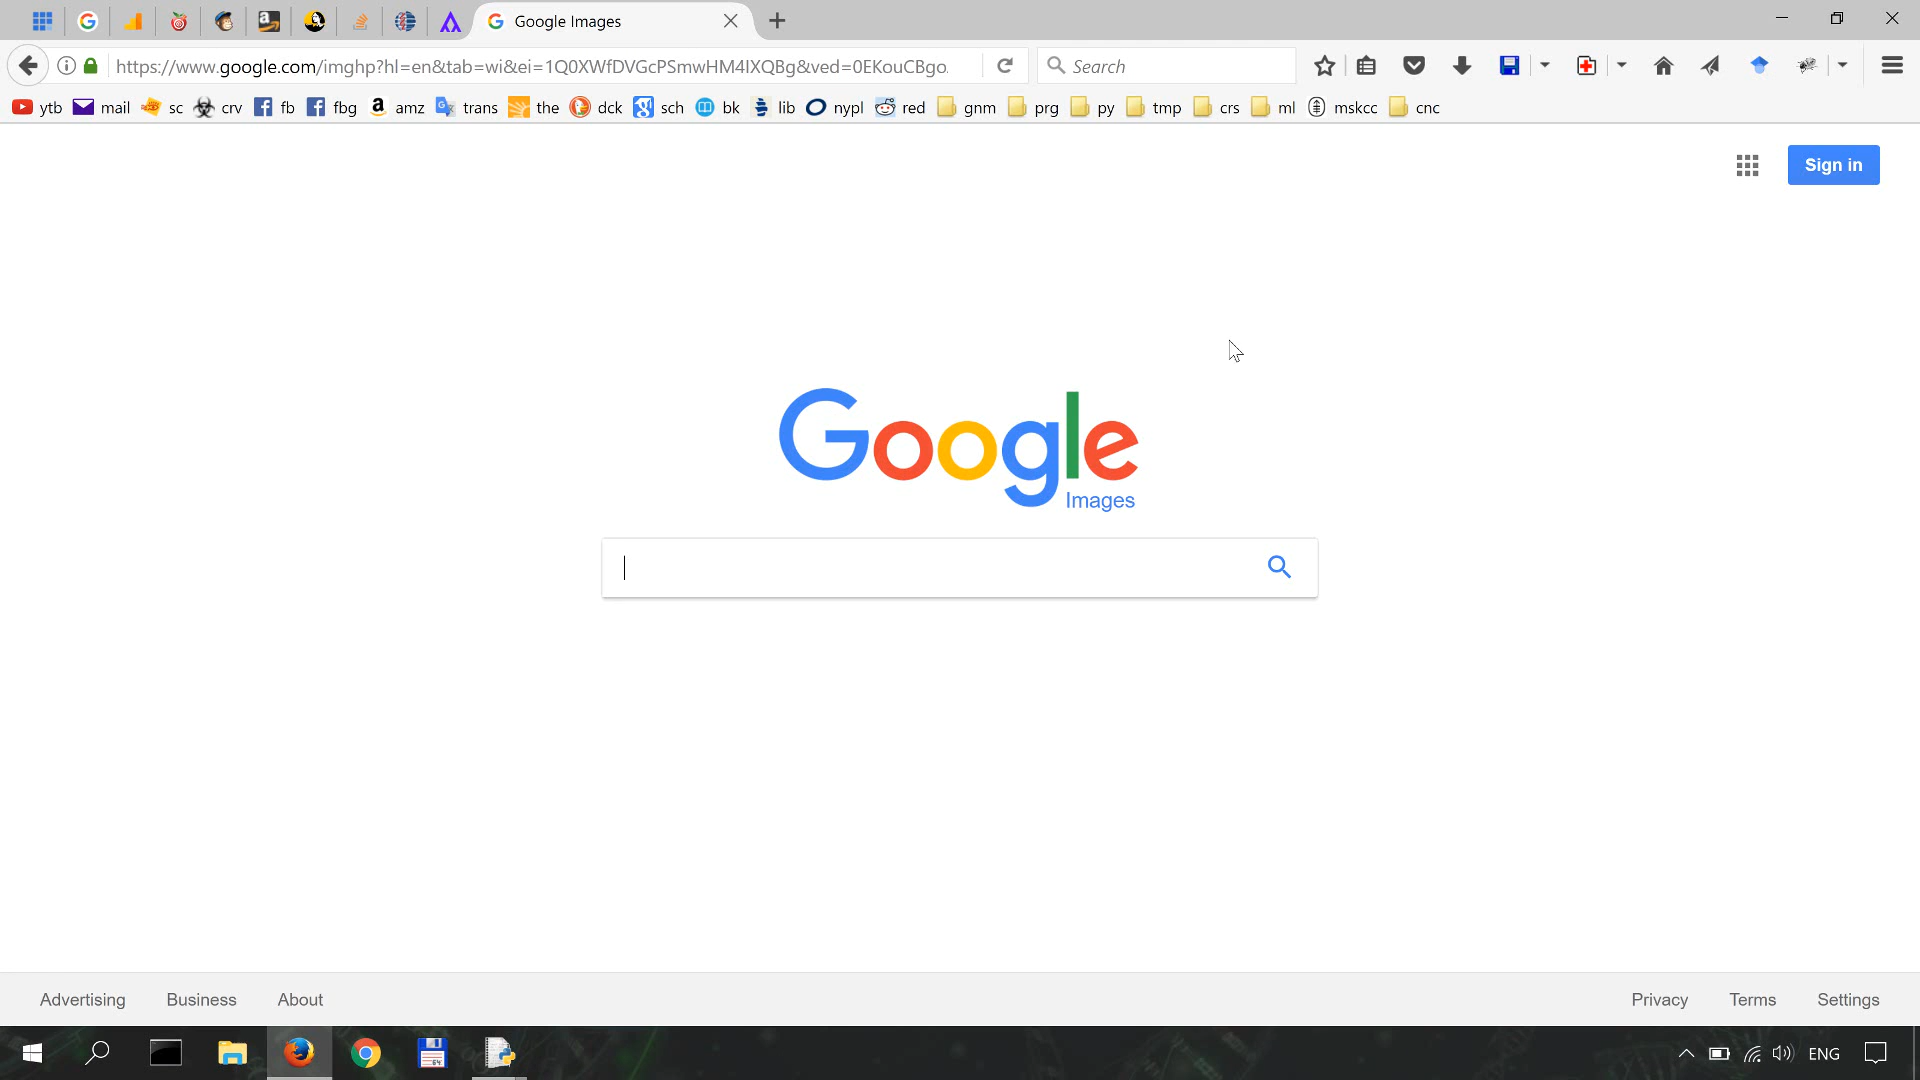 Google Images
https://www.google.com/imghp?hl=en&tab=wi&ei=1Q0XWfDVGcPSmwHM4IXQBg&ved=0EKouCBgo.
Search
ytb mail sc crv fb fbg amz trans the dck sch bk lib nypl red gnm prg py tmp crs ml mskcc cnc
Sign in
Google
Images
Advertising Business About
Privacy Terms Settings
64
ENG